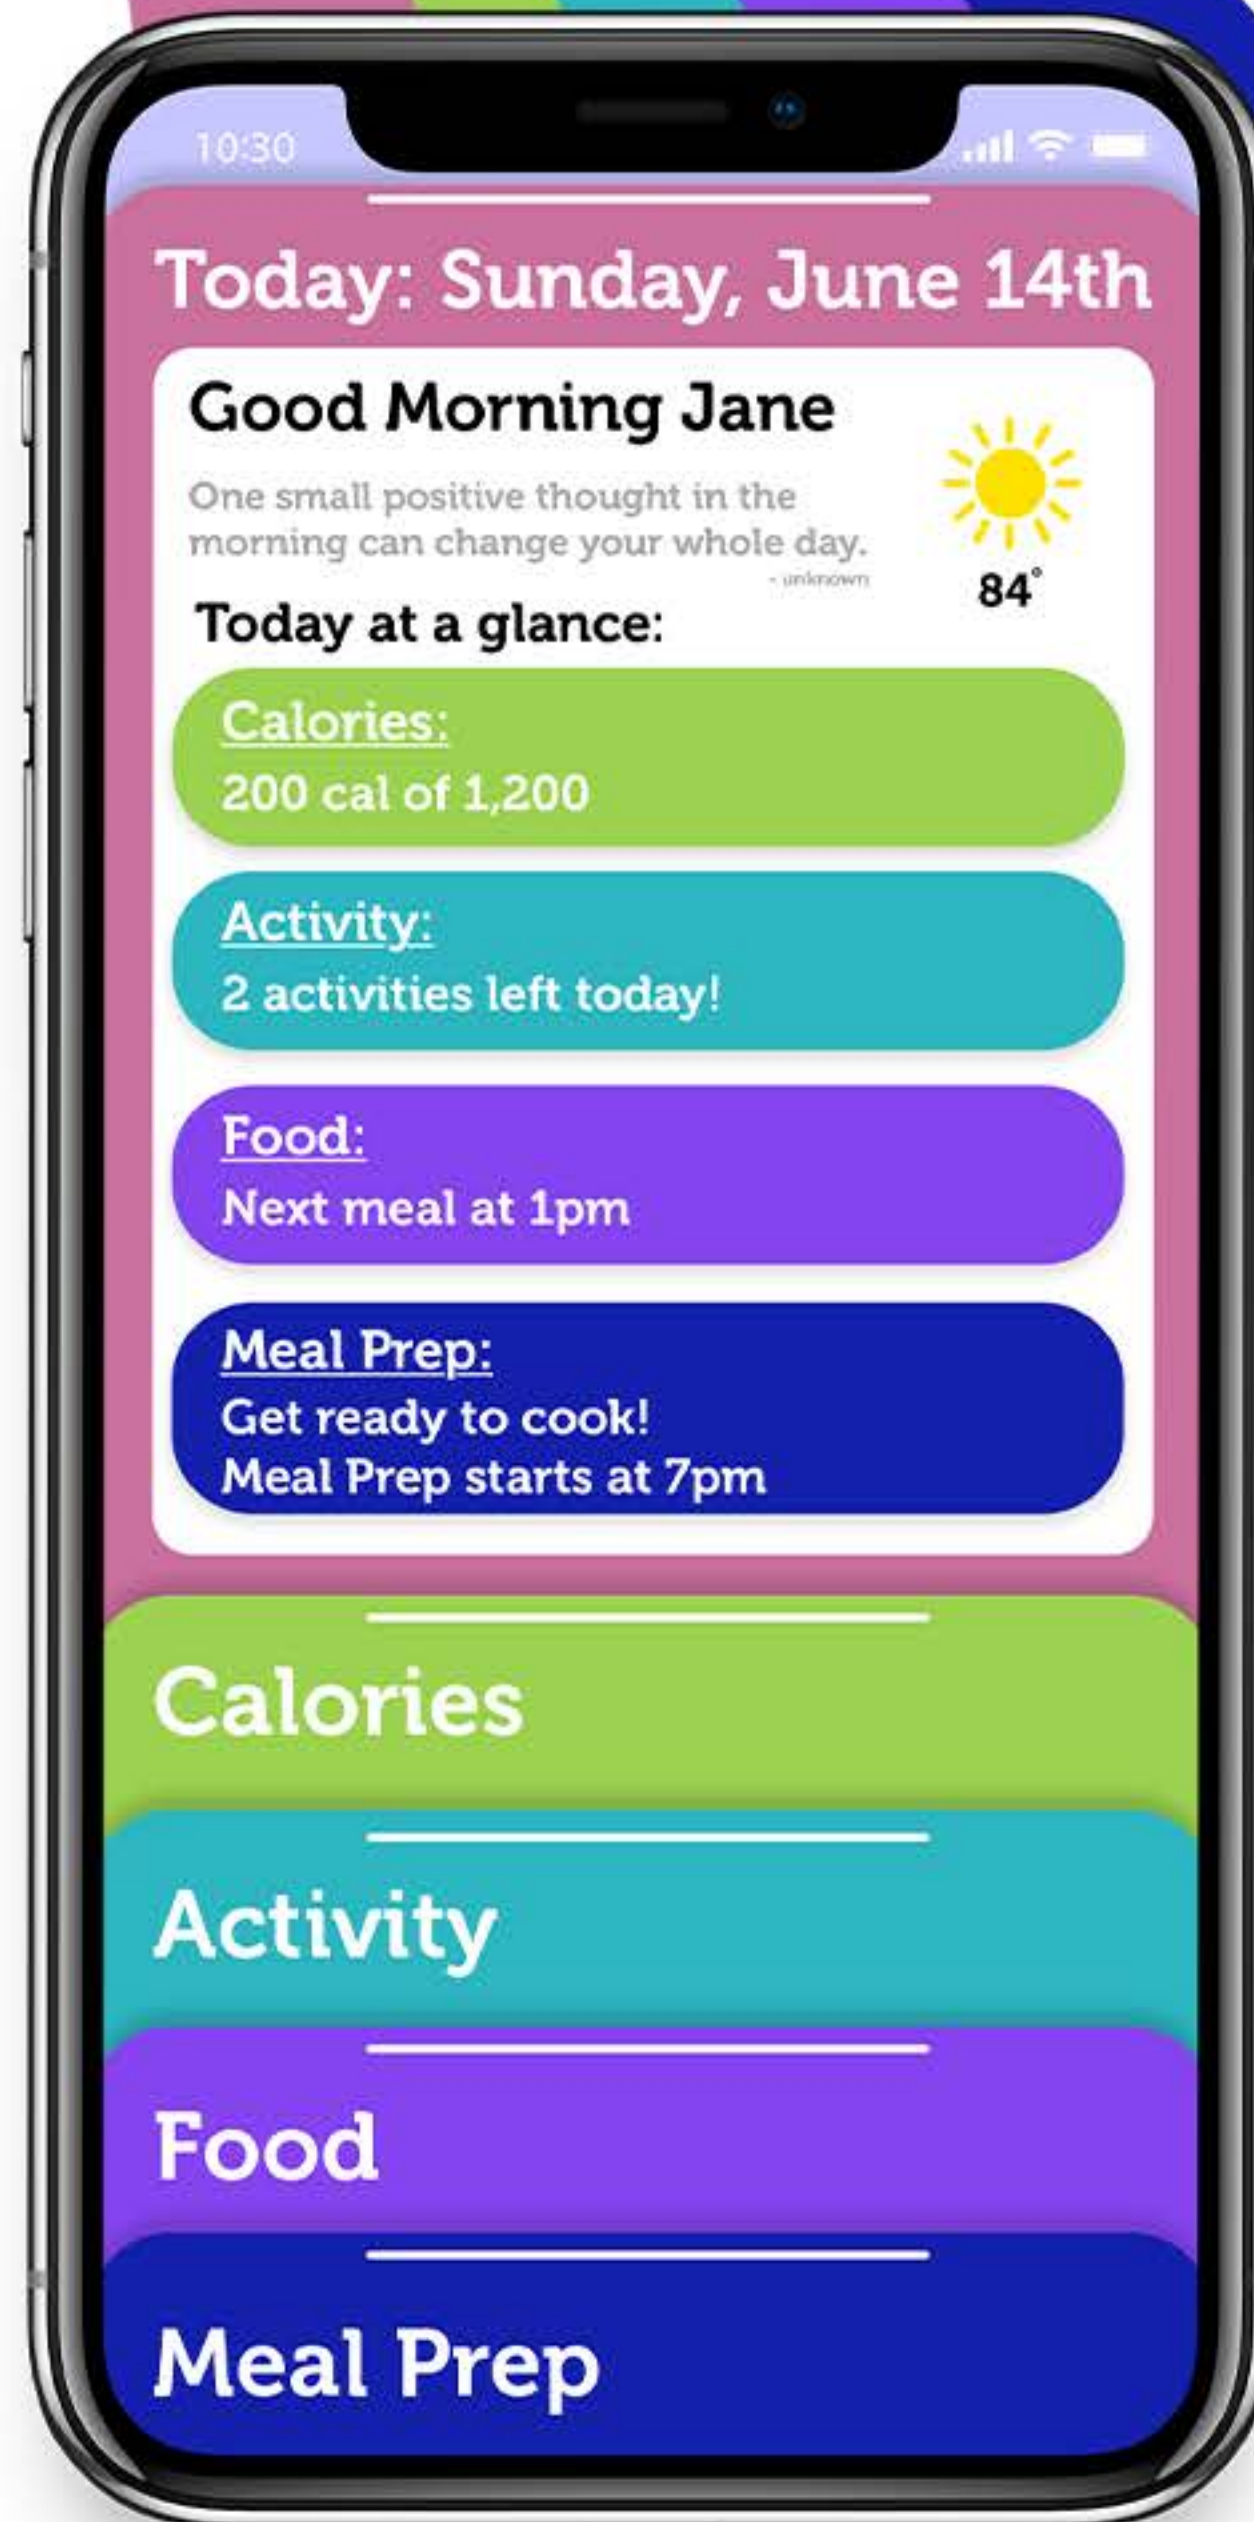 10:30
Today: Sunday, June 14th
Good Morning Jane
One small positive thought in the
morning can change your whole day.
- unknown
84°
Today at a glance:
Calories:
200 cal of 1,200
Activity:
2 activities left today!
Food:
Next meal at 1pm
Meal Prep:
Get ready to cook!
Meal Prep starts at 7pm
Calories
Activity
Food
Meal Prep